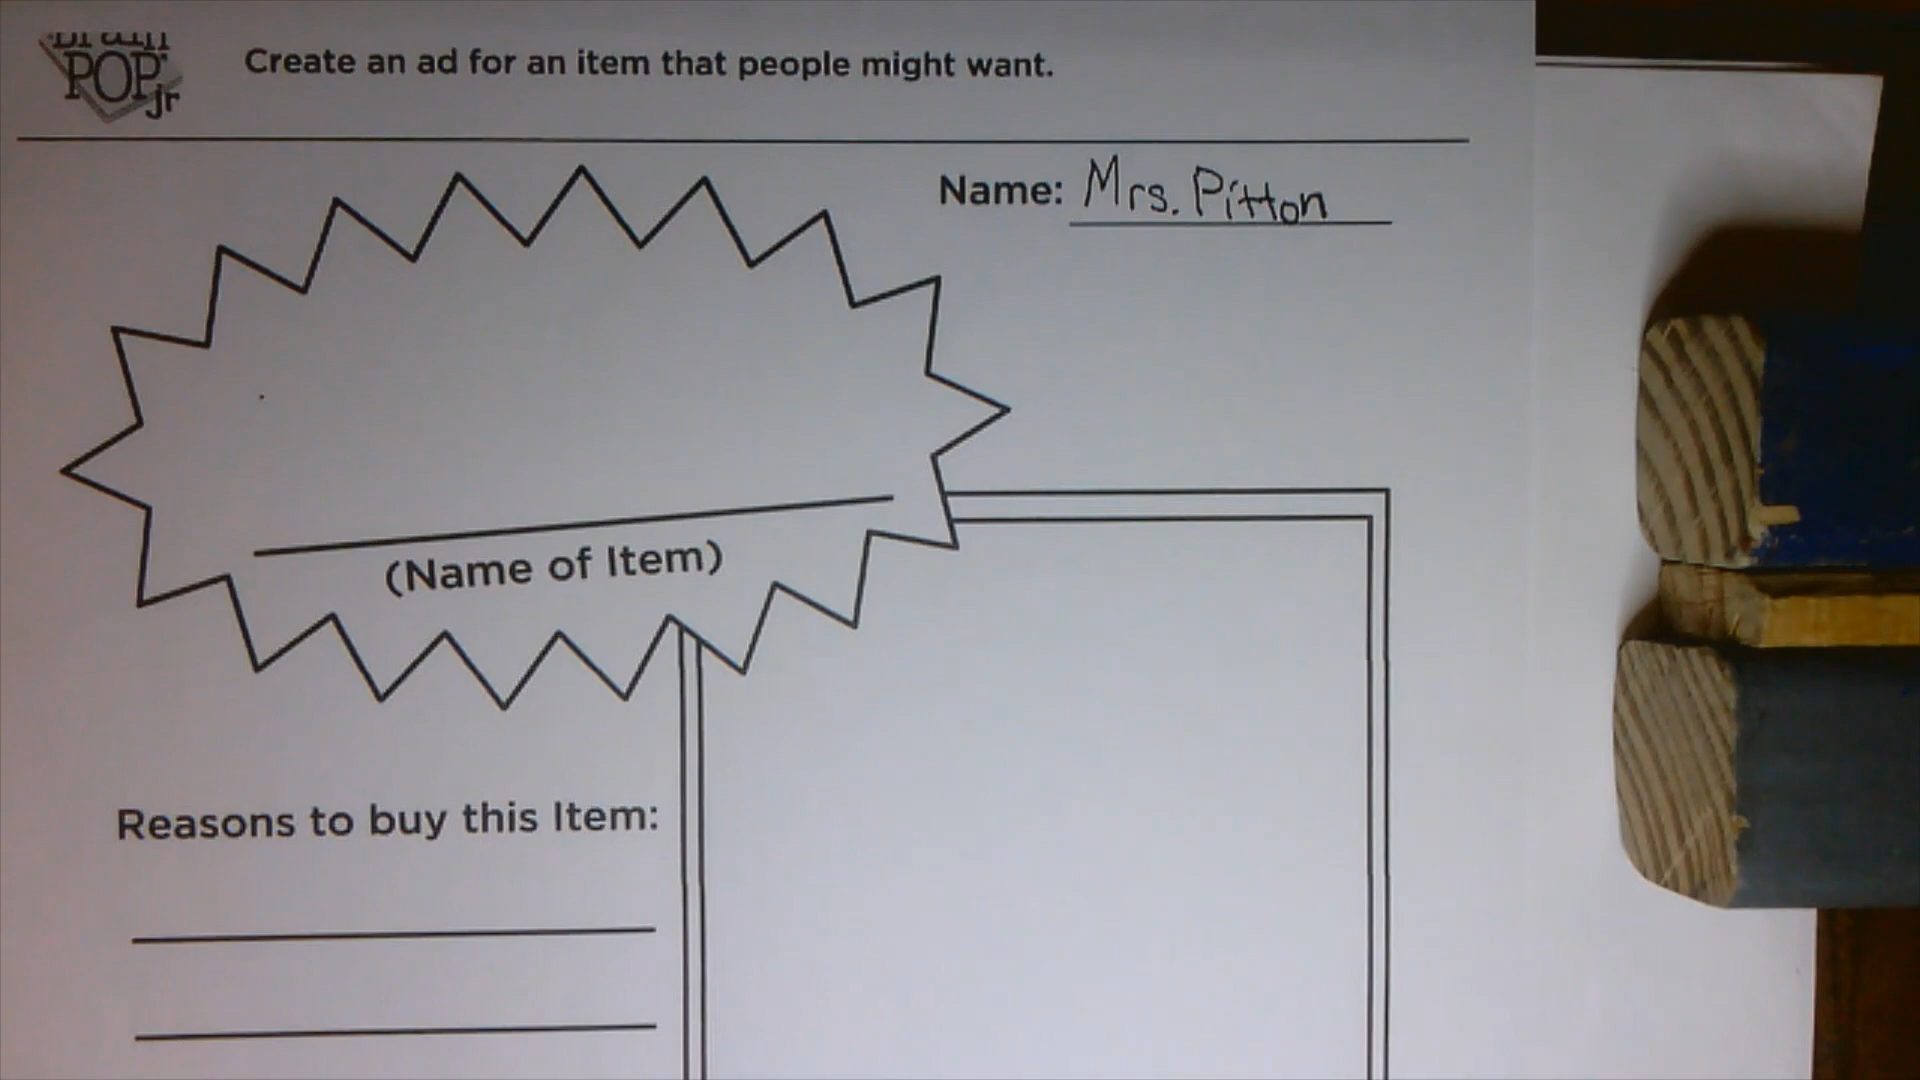 Brain
POP
jr
Create an ad for an item that people might want.
Name: Mrs. Pitton
(Name of Item)
Reasons to buy this Item: